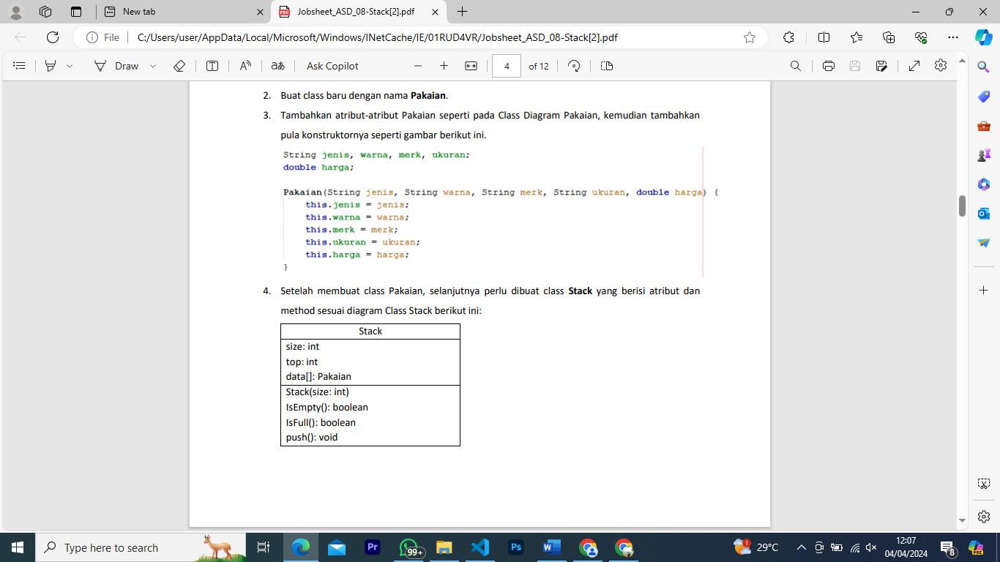 New tab
Jobsheet_ASD_08-Stack[2].pdf
File
C:/Users/user/AppData/Local/Microsoft/Windows/INetCache/IE/01RUD4VR/Jobsheet_ASD_08-Stack[2].pdf
Draw
Ask Copilot
4
of 12
2. Buat class baru dengan nama Pakaian.
3. Tambahkan atribut-atribut Pakaian seperti pada Class Diagram Pakaian, kemudian tambahkan
pula konstruktornya seperti gambar berikut ini.
String jenis, warna, merk, ukuran;
double harga;
Pakaian(String jenis, String warna, String merk, String ukuran, double harga) {
this.jenis = jenis;
this.warna = warna;
this.merk = merk;
this.ukuran = ukuran;
this.harga = harga;
}
4. Setelah membuat class Pakaian, selanjutnya perlu dibuat class Stack yang berisi atribut dan
method sesuai diagram Class Stack berikut ini:
Stack
size: int
top: int
data[]: Pakaian
Stack(size: int)
IsEmpty(): boolean
IsFull(): boolean
push(): void
Type here to search
Pr
99+
Ps
29°C
12:07
04/04/2024
8
PRE